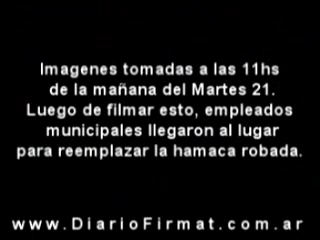 Imagenes tomadas a las 11hs
de la mañana del Martes 21.
Luego de filmar esto, empleados
municipales llegaron al lugar
para reemplazar la hamaca robada.
www.DiarioFirmat.com.ar